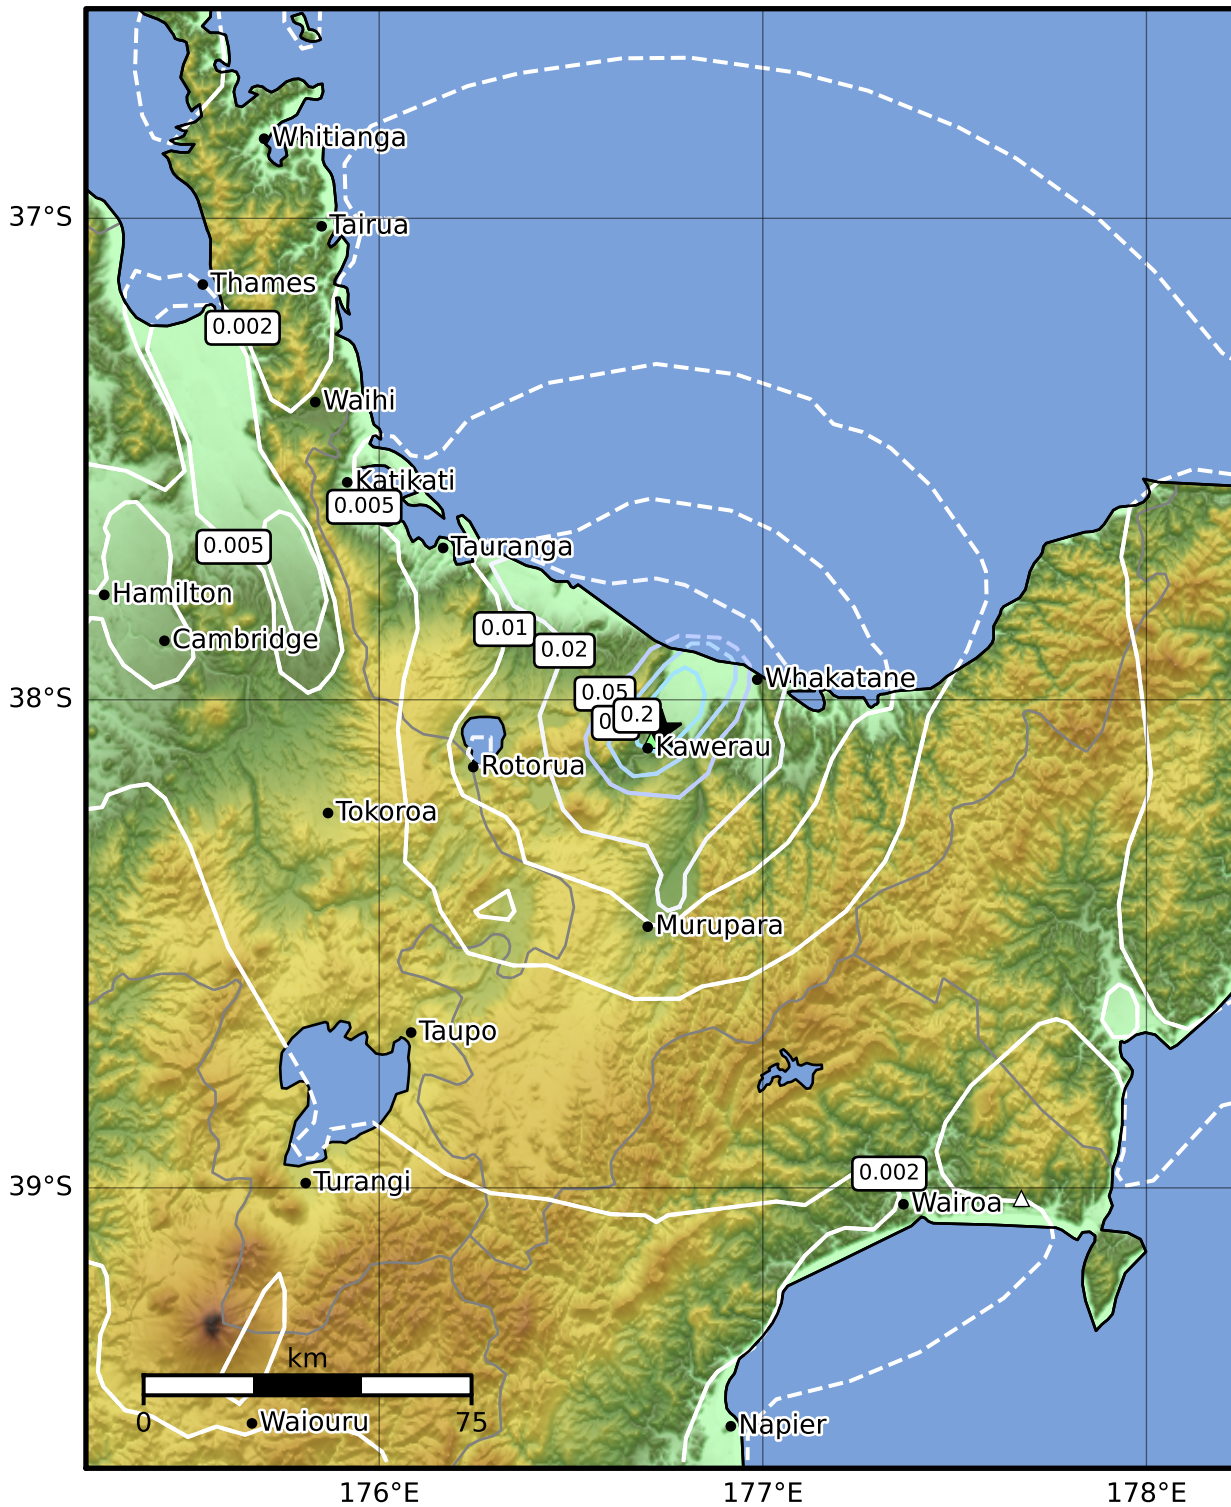 Whitianga
37°S
Tairua
Thames
0.002
Waihi
Katikati
0.005
0.005
Tauranga
Hamilton
0.01
Cambridge
0.02
Whakatane
0.05
38°S
0.2
Kawerau
Rotorua
Tokoroa
Murupara
Taupo
0.002
39°S
Turangi
Wairoa
km
0
75
Waiouru
Napier
176°E
177°E
178°E